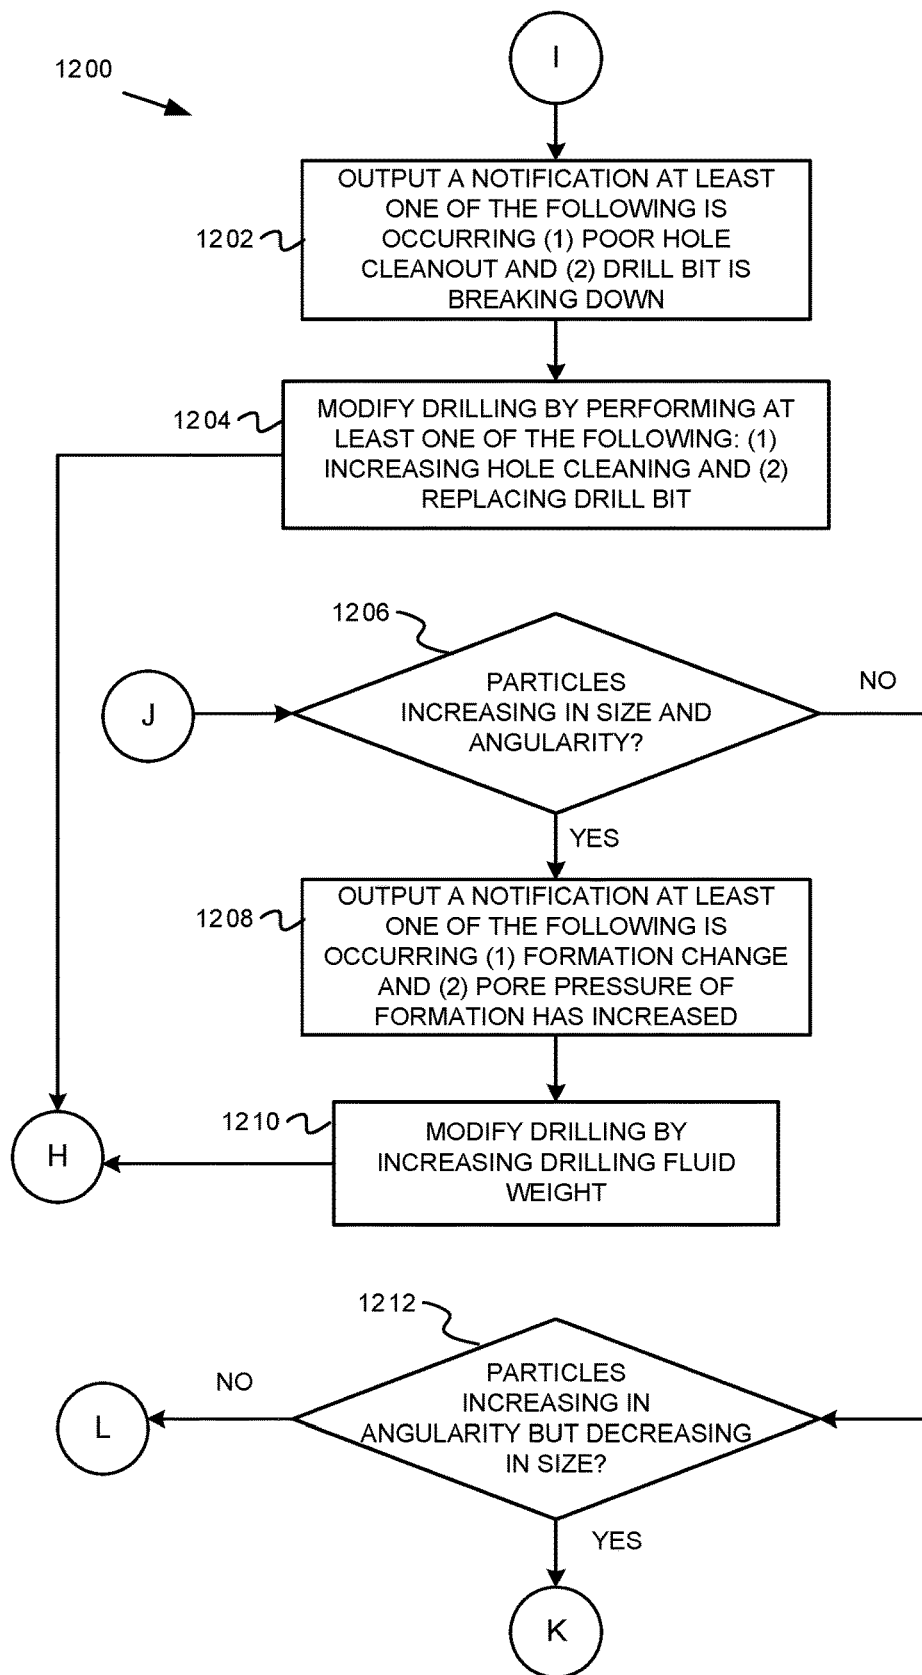 I
1200
OUTPUT A NOTIFICATION AT LEAST
ONE OF THE FOLLOWING IS
OCCURRING (1) POOR HOLE
CLEANOUT AND (2) DRILL BIT IS
BREAKING DOWN
1202
MODIFY DRILLING BY PERFORMING AT
LEAST ONE OF THE FOLLOWING: (1)
INCREASING HOLE CLEANING AND (2)
REPLACING DRILL BIT
1204
1206
PARTICLES
INCREASING IN SIZE AND
ANGULARITY?
NO
J
YES
OUTPUT A NOTIFICATION AT LEAST
ONE OF THE FOLLOWING IS
OCCURRING (1) FORMATION CHANGE
AND (2) PORE PRESSURE OF
FORMATION HAS INCREASED
1208
1210
MODIFY DRILLING BY
INCREASING DRILLING FLUID
WEIGHT
H
1212
PARTICLES
INCREASING IN
ANGULARITY BUT DECREASING
IN SIZE?
NO
L
YES
K